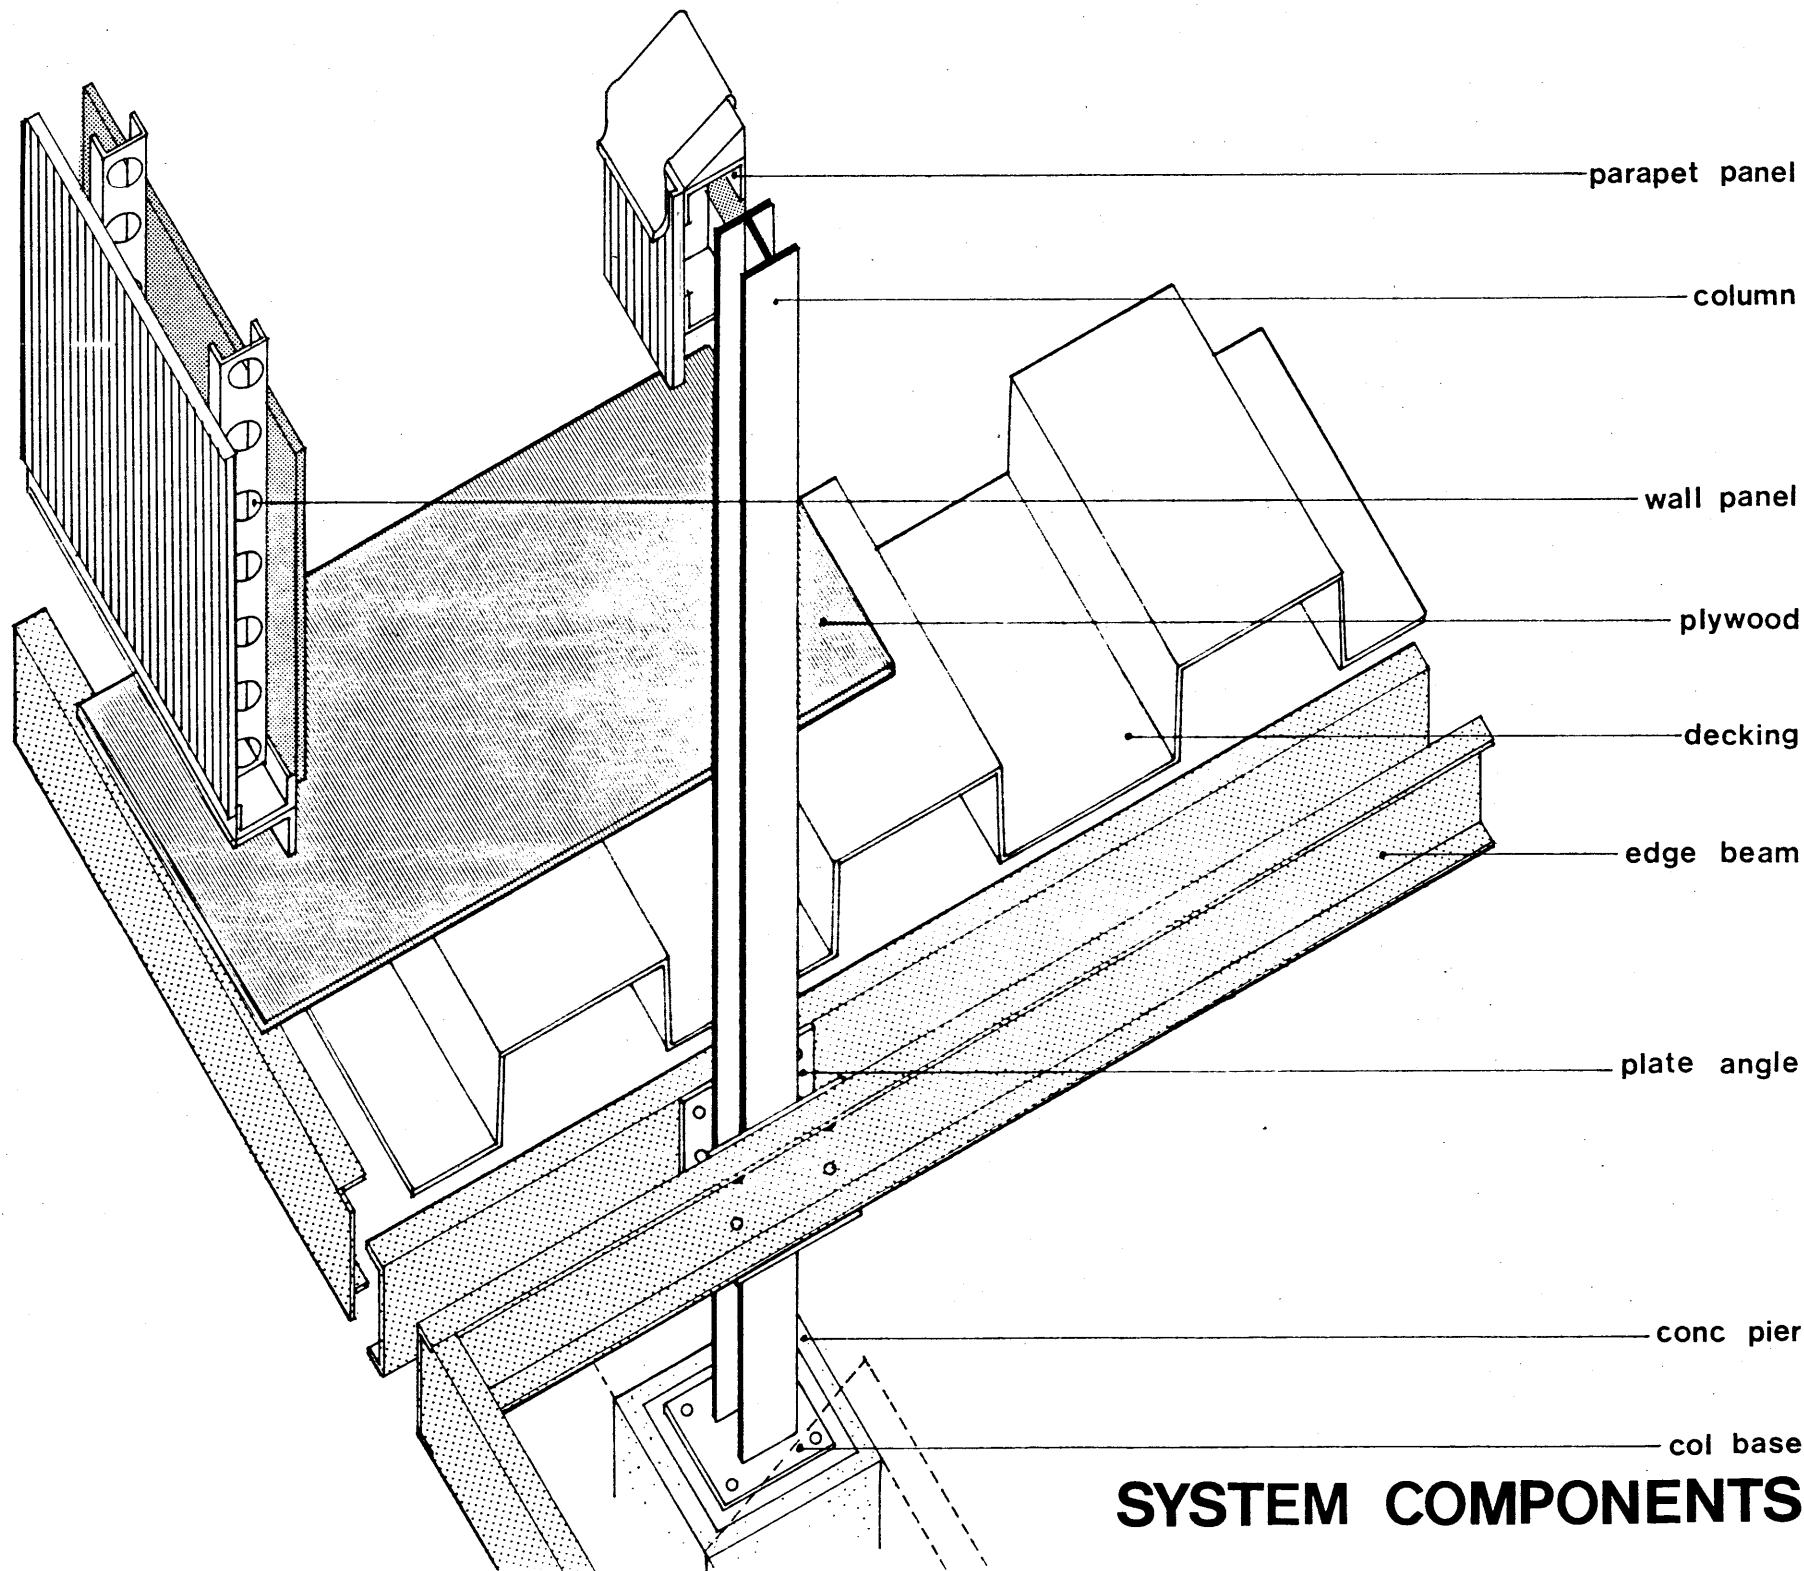 parapet panel
column
wall panel
plywood
decking
edge beam
plate angle
conc pier
col base
SYSTEM COMPONENTS